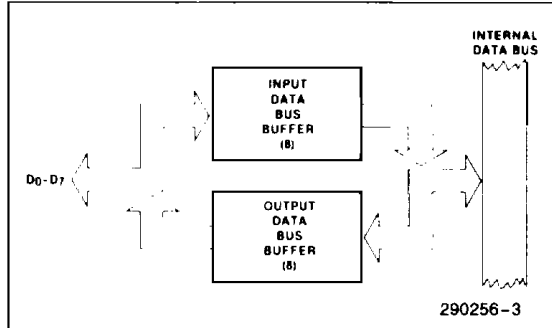 INTERNAL
DATA BUS
INPUT
DATA
BUS
BUFFER
(8)
D0-D7
OUTPUT
DATA
BUS
BUFFER
(8)
290256-3